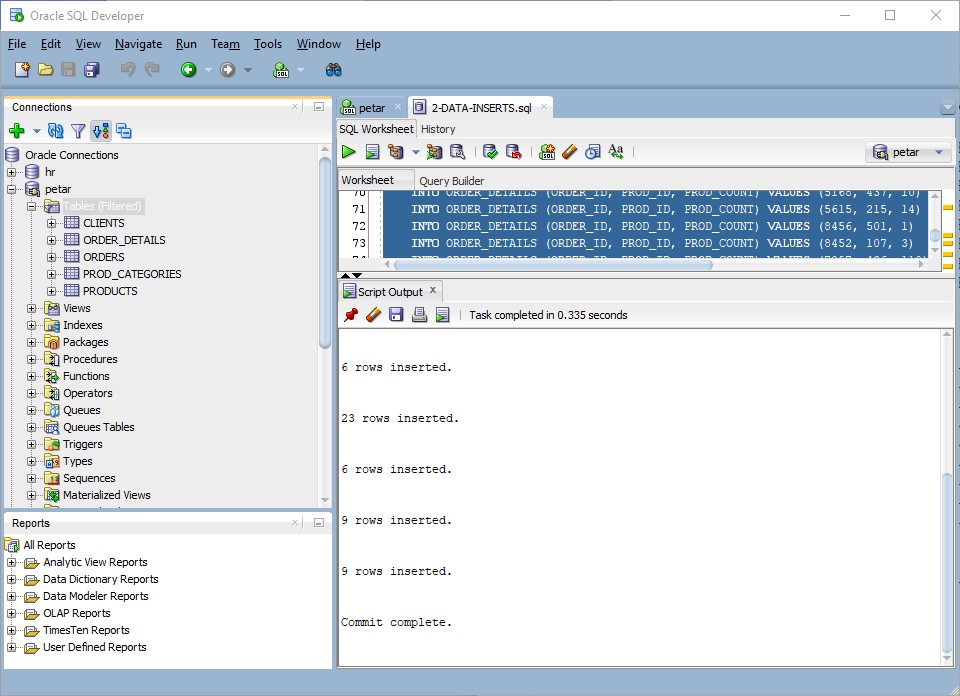 Oracle SQL Developer
File Edit View Navigate Run Team Tools Window Help
Connections
Oracle Connections
hr
petar
Tables (Filtered)
CLIENTS
ORDER_DETAILS
ORDERS
PROD_CATEGORIES
PRODUCTS
Views
Indexes
Packages
Procedures
Functions
Operators
Queues
Queues Tables
Triggers
Types
Sequences
Materialized Views
Reports
All Reports
Analytic View Reports
Data Dictionary Reports
Data Modeler Reports
OLAP Reports
TimesTen Reports
User Defined Reports
petar 2-DATA-INSERTS.sql
SQL Worksheet History
petar
Worksheet Query Builder
70 INTO ORDER_DETAILS (ORDER_ID, PROD_ID, PROD_COUNT) VALUES (5168, 437, 10)
71 INTO ORDER_DETAILS (ORDER_ID, PROD_ID, PROD_COUNT) VALUES (5615, 215, 14)
72 INTO ORDER_DETAILS (ORDER_ID, PROD_ID, PROD_COUNT) VALUES (8456, 501, 1)
73 INTO ORDER_DETAILS (ORDER_ID, PROD_ID, PROD_COUNT) VALUES (8452, 107, 3)
Script Output
Task completed in 0.335 seconds
6 rows inserted.
23 rows inserted.
6 rows inserted.
9 rows inserted.
9 rows inserted.
Commit complete.